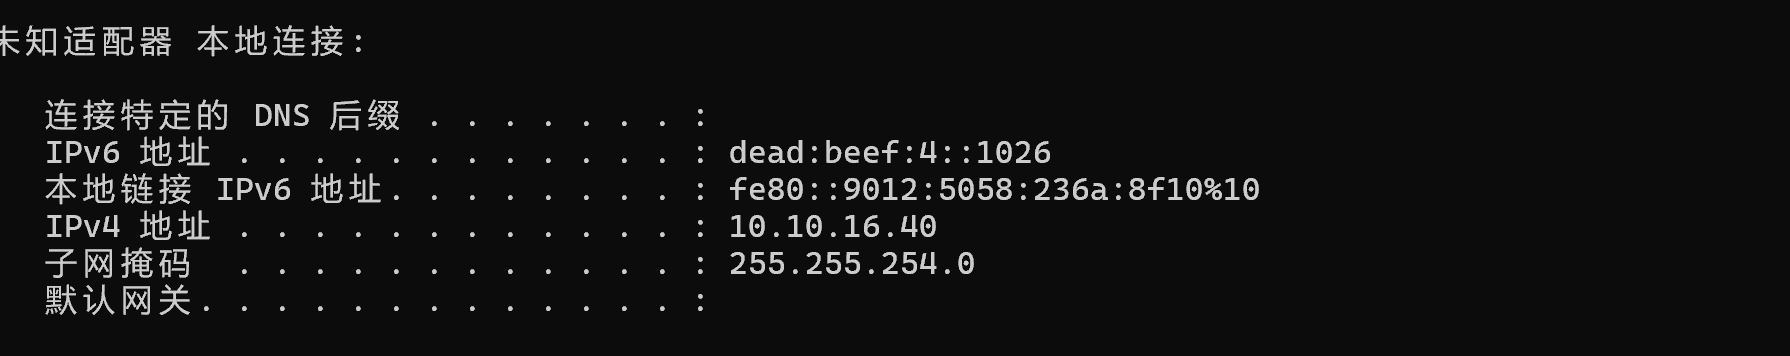 未知适配器 本地连接:
连接特定的 DNS 后缀 . . . . . . . :
IPv6 地址 . . . . . . . . . . . . : dead:beef:4::1026
本地链接 IPv6 地址. . . . . . . . : fe80::9012:5058:236a:8f10%10
IPv4 地址 . . . . . . . . . . . . : 10.10.16.40
子网掩码  . . . . . . . . . . . . : 255.255.254.0
默认网关. . . . . . . . . . . . . :